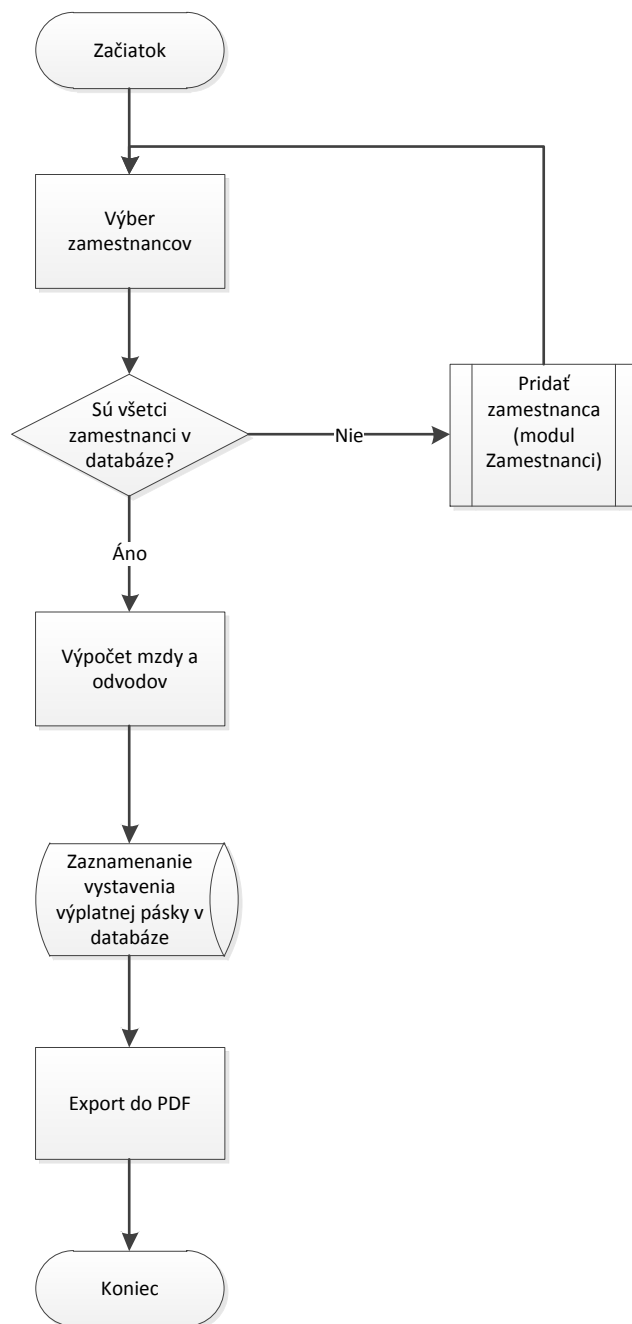 Začiatok
Výber
zamestnancov
Sú všetci
zamestnanci v
databáze?
Nie
Pridať
zamestnanca
(modul
Zamestnanci)
Áno
Výpočet mzdy a
odvodov
Zaznamenanie
vystavenia
výplatnej pásky v
databáze
Export do PDF
Koniec